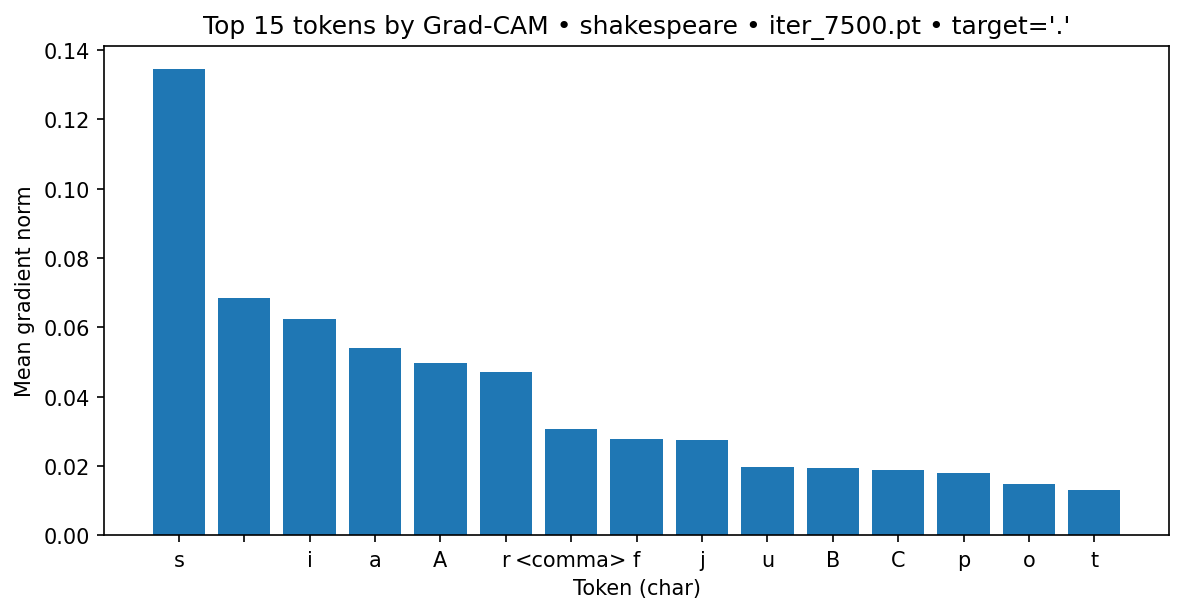 Top 15 tokens by Grad-CAM • shakespeare • iter_7500.pt • target='.'
Mean gradient norm
0.14
0.12
0.10
0.08
0.06
0.04
0.02
0.00
s i a A r <comma> f j u B C p o t
Token (char)